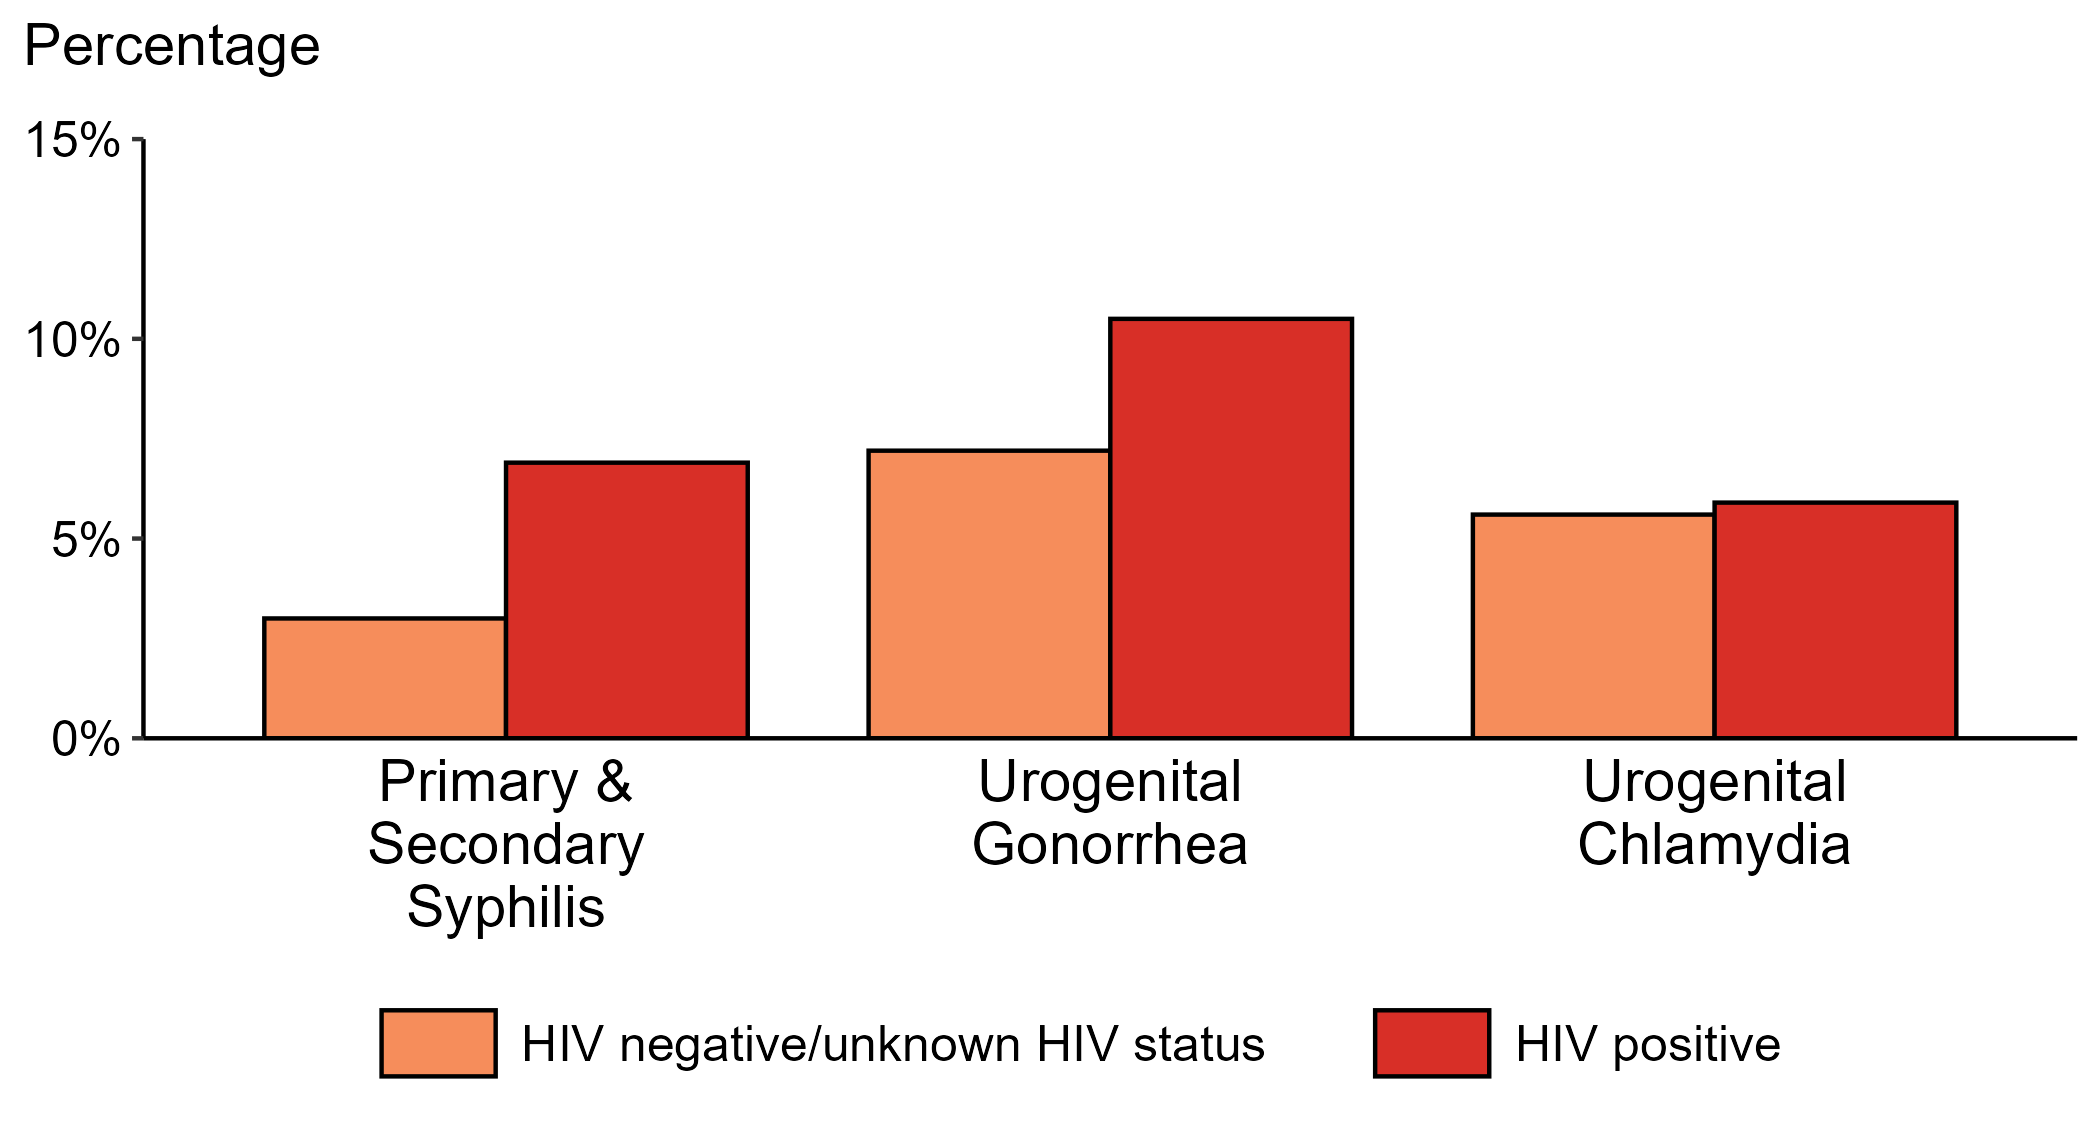 Percentage
15%
10%
5%
0%
Primary &
Secondary
Syphilis
Urogenital
Gonorrhea
Urogenital
Chlamydia
HIV negative/unknown HIV status
HIV positive